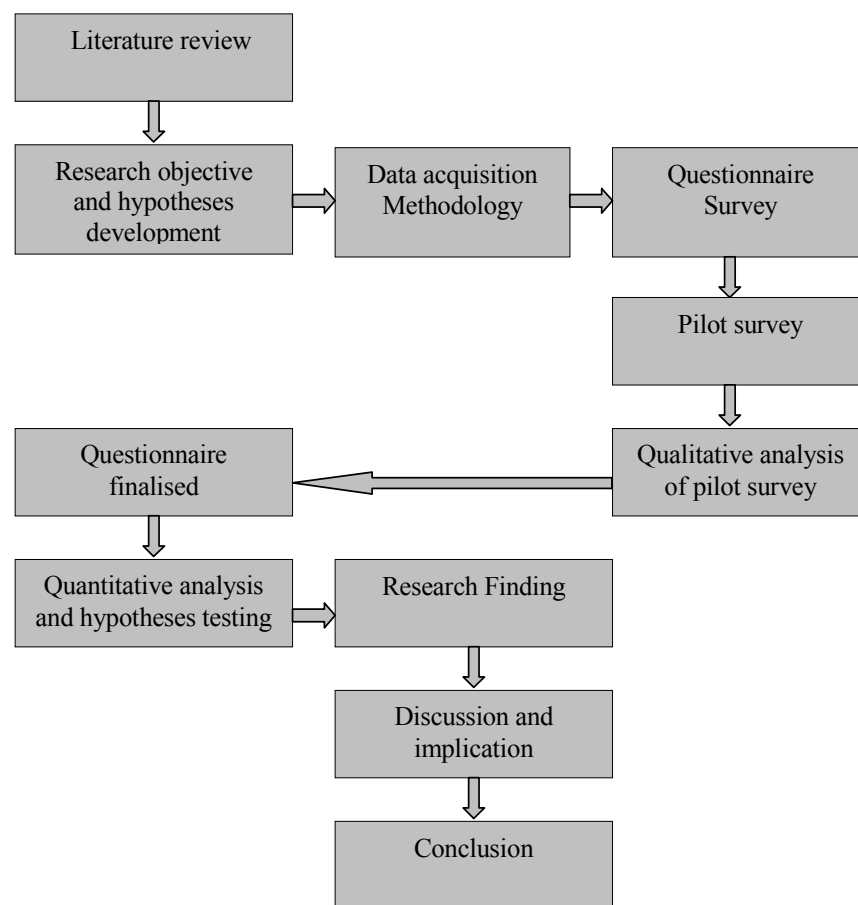 Literature review
Research objective
and hypotheses
development
Data acquisition
Methodology
Questionnaire
Survey
Pilot survey
Qualitative analysis
of pilot survey
Questionnaire
finalised
Quantitative analysis
and hypotheses testing
Research Finding
Discussion and
implication
Conclusion